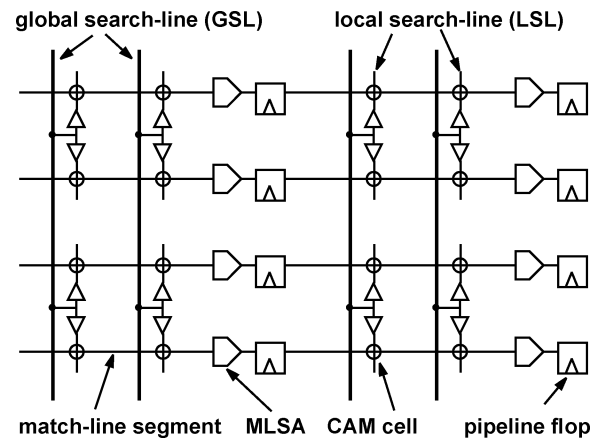 global search-line (GSL) local search-line (LSL)
match-line segment MLSA CAM cell pipeline flop